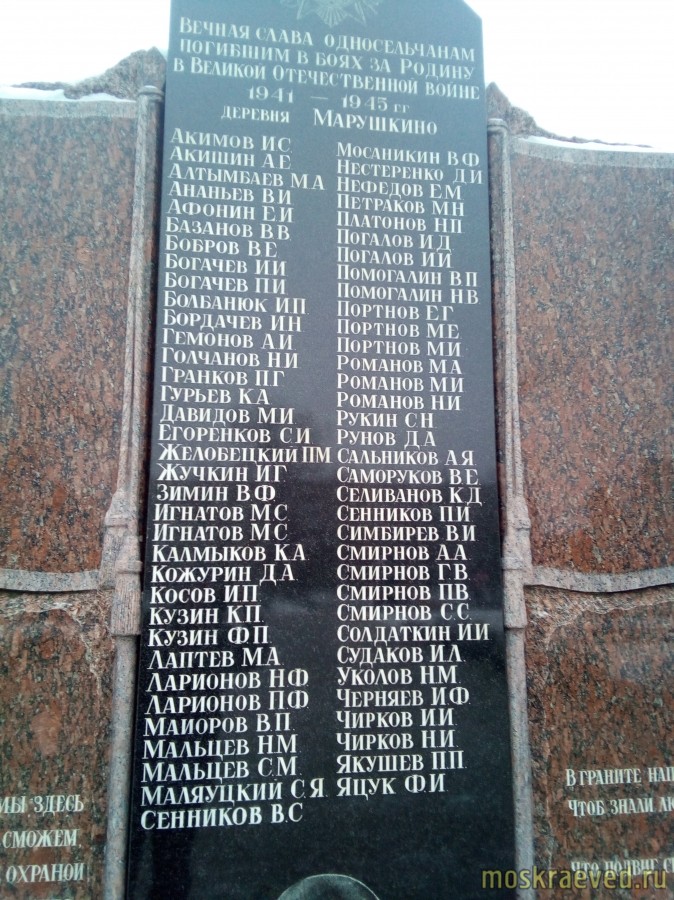 Вечная слава односельчанам
погибшим в боях за Родину
в Великой Отечественной войне
1941 — 1945 гг
деревня Марушкино
Акимов И.С.
Акишин А.Е.
Алтымбаев М.А.
Ананьев В.И.
Афонин Е.И.
Базанов В.В.
Бобров В.Е.
Богачев И.И.
Богачев П.И.
Болбанюк И.П.
Бордачев И.Н.
Гемонов А.И.
Голчанов Н.И.
Гранков П.Г.
Гурьев К.А.
Давидов М.И.
Егоренков С.И.
Желобецкий П.М.
Жучкин И.Г.
Зимин В.Ф.
Игнатов М.С.
Игнатов М.С.
Калмыков К.А.
Кожурин Д.А.
Косов И.П.
Кузин К.П.
Кузин Ф.П.
Лаптев М.А.
Ларионов Н.Ф.
Ларионов П.Ф.
Маиоров В.П.
Мальцев Н.М.
Мальцев С.М.
Маляуцкий С.Я.
Сенников В.С
Мосаникин В.Ф.
Нестеренко Д.И.
Нефедов Е.М.
Петраков М.Н.
Платонов Н.П.
Погалов И.Д.
Погалов И.И.
Помогалин В.П.
Помогалин Н.В.
Портнов Е.Г.
Портнов М.Е.
Портнов М.И.
Романов М.А.
Романов М.И.
Романов Н.И.
Рукин С.Н.
Рунов Д.А.
Сальников А.Я.
Саморуков В.Е.
Селиванов К.Д.
Сенников П.И.
Симбирев В.И.
Смирнов А.А.
Смирнов Г.В.
Смирнов П.В.
Смирнов С.С.
Солдаткин И.И.
Судаков И.Л.
Уколов Н.М.
Черняев И.Ф.
Чирков И.И.
Чирков Н.И.
Якушев П.П.
Яцук Ф.И.
мы здесь
сможем
охраной
В граните
Чтоб знали
Что подвиг
moskraeved.ru